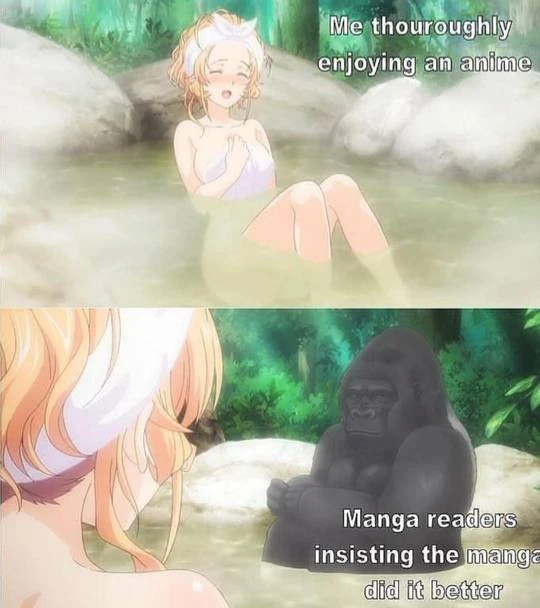 Me thouroughly
enjoying an anime
Manga readers
insisting the manga
did it better